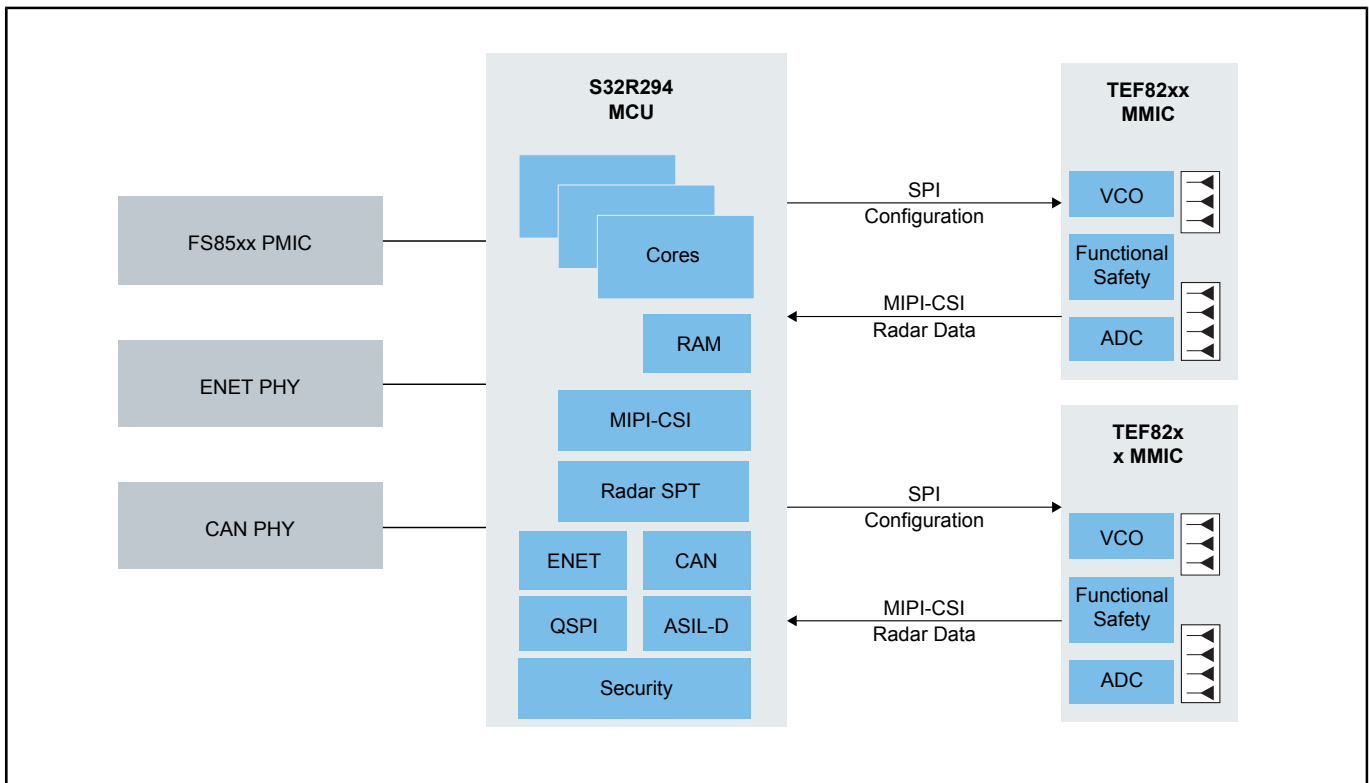 FS85xx PMIC
ENET PHY
CAN PHY
S32R294
MCU
Cores
RAM
MIPI-CSI
Radar SPT
ENET
CAN
QSPI
ASIL-D
Security
SPI
Configuration
MIPI-CSI
Radar Data
SPI
Configuration
MIPI-CSI
Radar Data
TEF82xx
MMIC
VCO
Functional
Safety
ADC
TEF82x
x MMIC
VCO
Functional
Safety
ADC